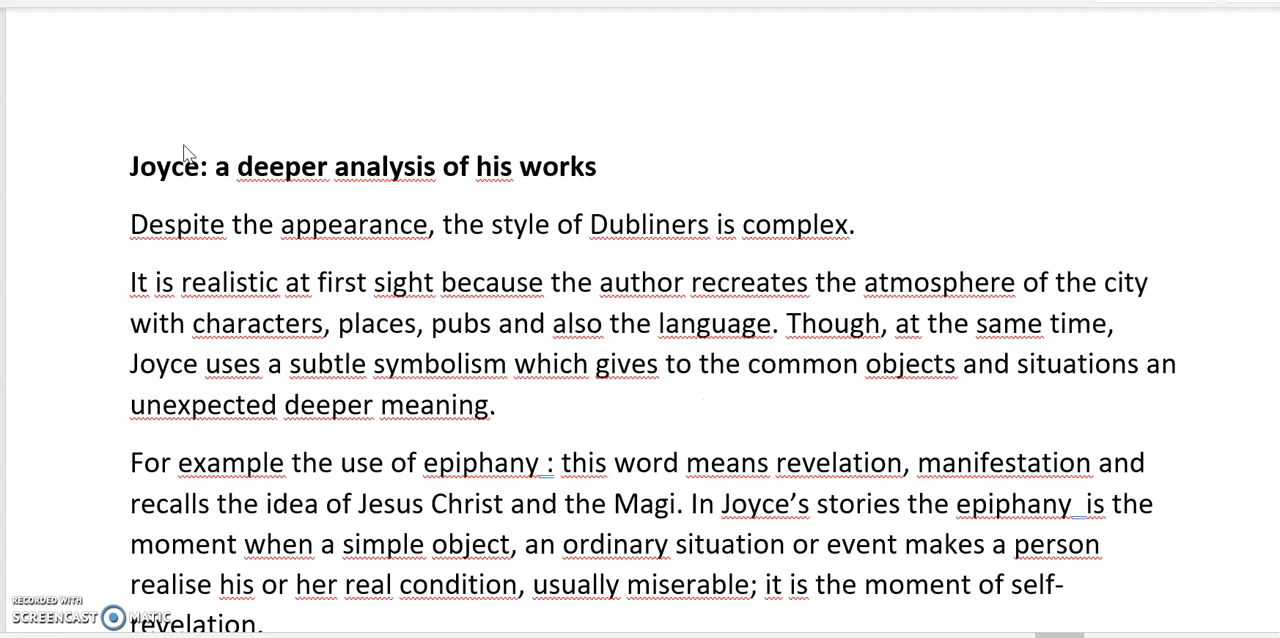 Joyce: a deeper analysis of his works
Despite the appearance, the style of Dubliners is complex.
It is realistic at first sight because the author recreates the atmosphere of the city
with characters, places, pubs and also the language. Though, at the same time,
Joyce uses a subtle symbolism which gives to the common objects and situations an
unexpected deeper meaning.
For example the use of epiphany : this word means revelation, manifestation and
recalls the idea of Jesus Christ and the Magi. In Joyce’s stories the epiphany  is the
moment when a simple object, an ordinary situation or event makes a person
realise his or her real condition, usually miserable; it is the moment of self-
revelation.
RECORDED WITH
SCREENCAST MATIC